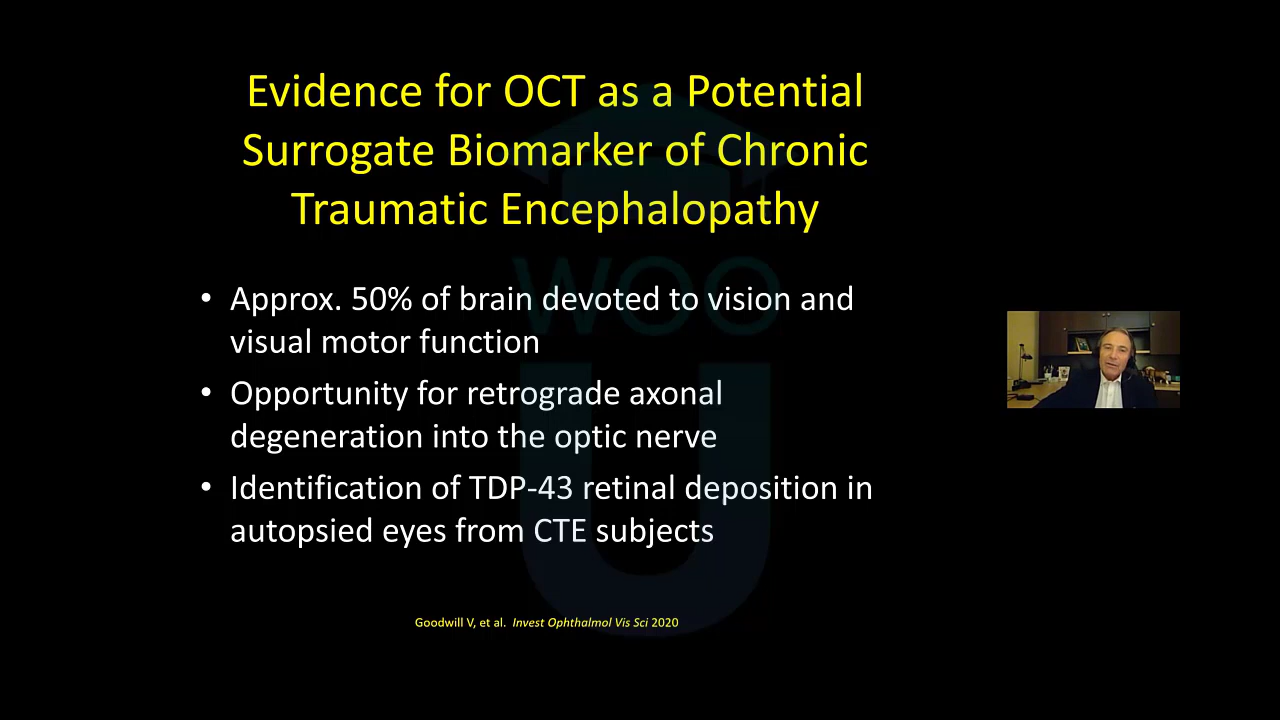 Evidence for OCT as a Potential
Surrogate Biomarker of Chronic
Traumatic Encephalopathy
WOO
U
• Approx. 50% of brain devoted to vision and
visual motor function
• Opportunity for retrograde axonal
degeneration into the optic nerve
• Identification of TDP-43 retinal deposition in
autopsied eyes from CTE subjects
Goodwill V, et al. Invest Ophthalmol Vis Sci 2020